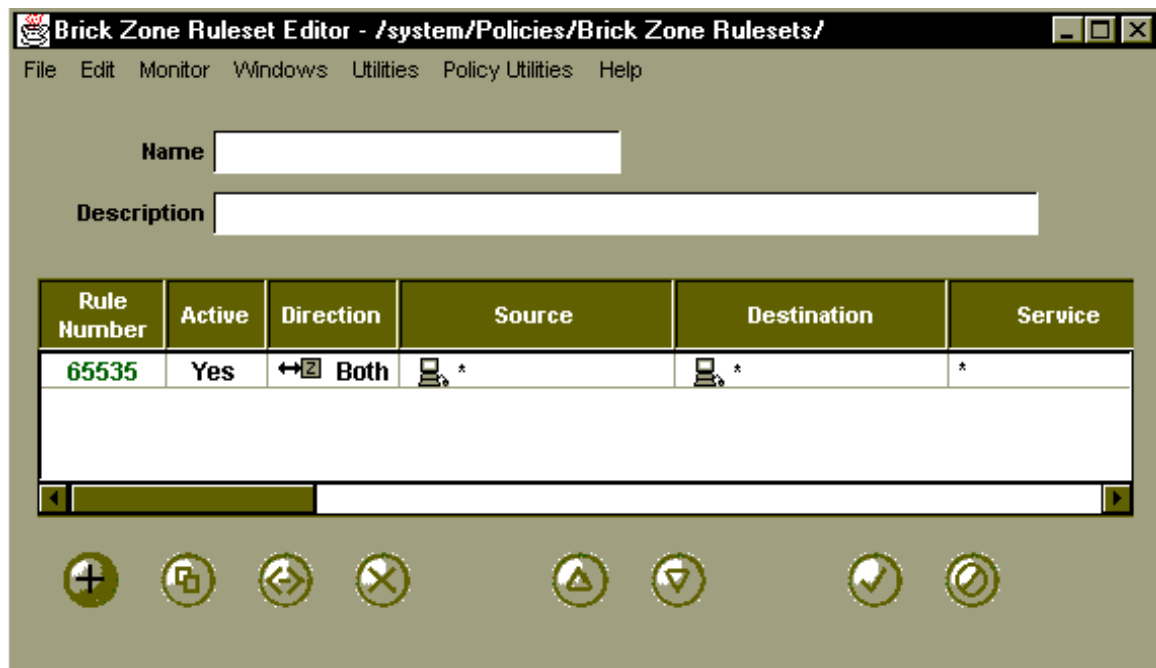 Brick Zone Ruleset Editor - /system/Policies/Brick Zone Rulesets/
File Edit Monitor Windows Utilities Policy Utilities Help
Name
Description
Rule Number Active Direction Source Destination Service
65535 Yes Z Both * * *